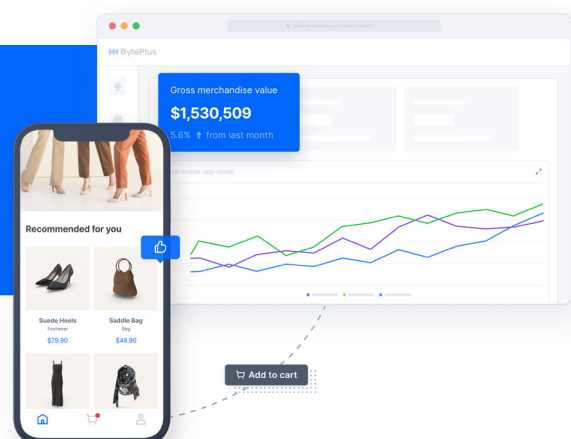 BytePlus
Gross merchandise value
$1,530,509
5.6% ↑ from last month
Recommended for you
Suede Heels
Footwear
$79.90
Saddle Bag
Bag
$49.90
Add to cart